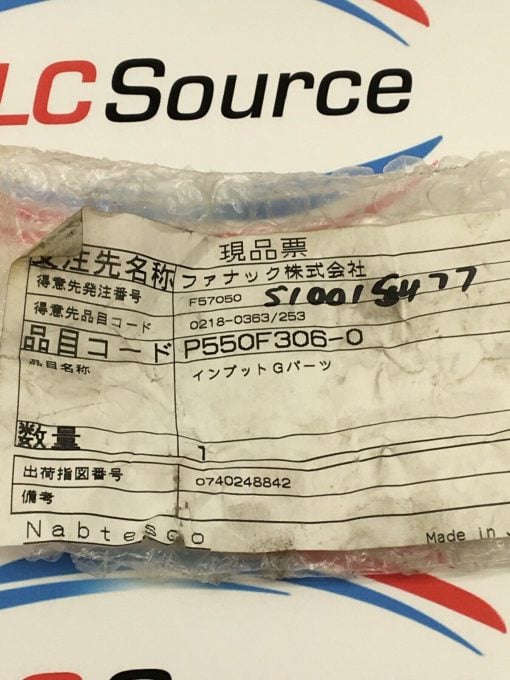 LC Source
現品票
受注先名称 ファナック株式会社
得意先発注番号 F57050
得意先品目コード 0218-0363/253
品目コード P550F306-0
品目名称 インプットGパーツ
数量 1
出荷指図番号 0740248842
備考
Nabtesco
Made in
LC Source